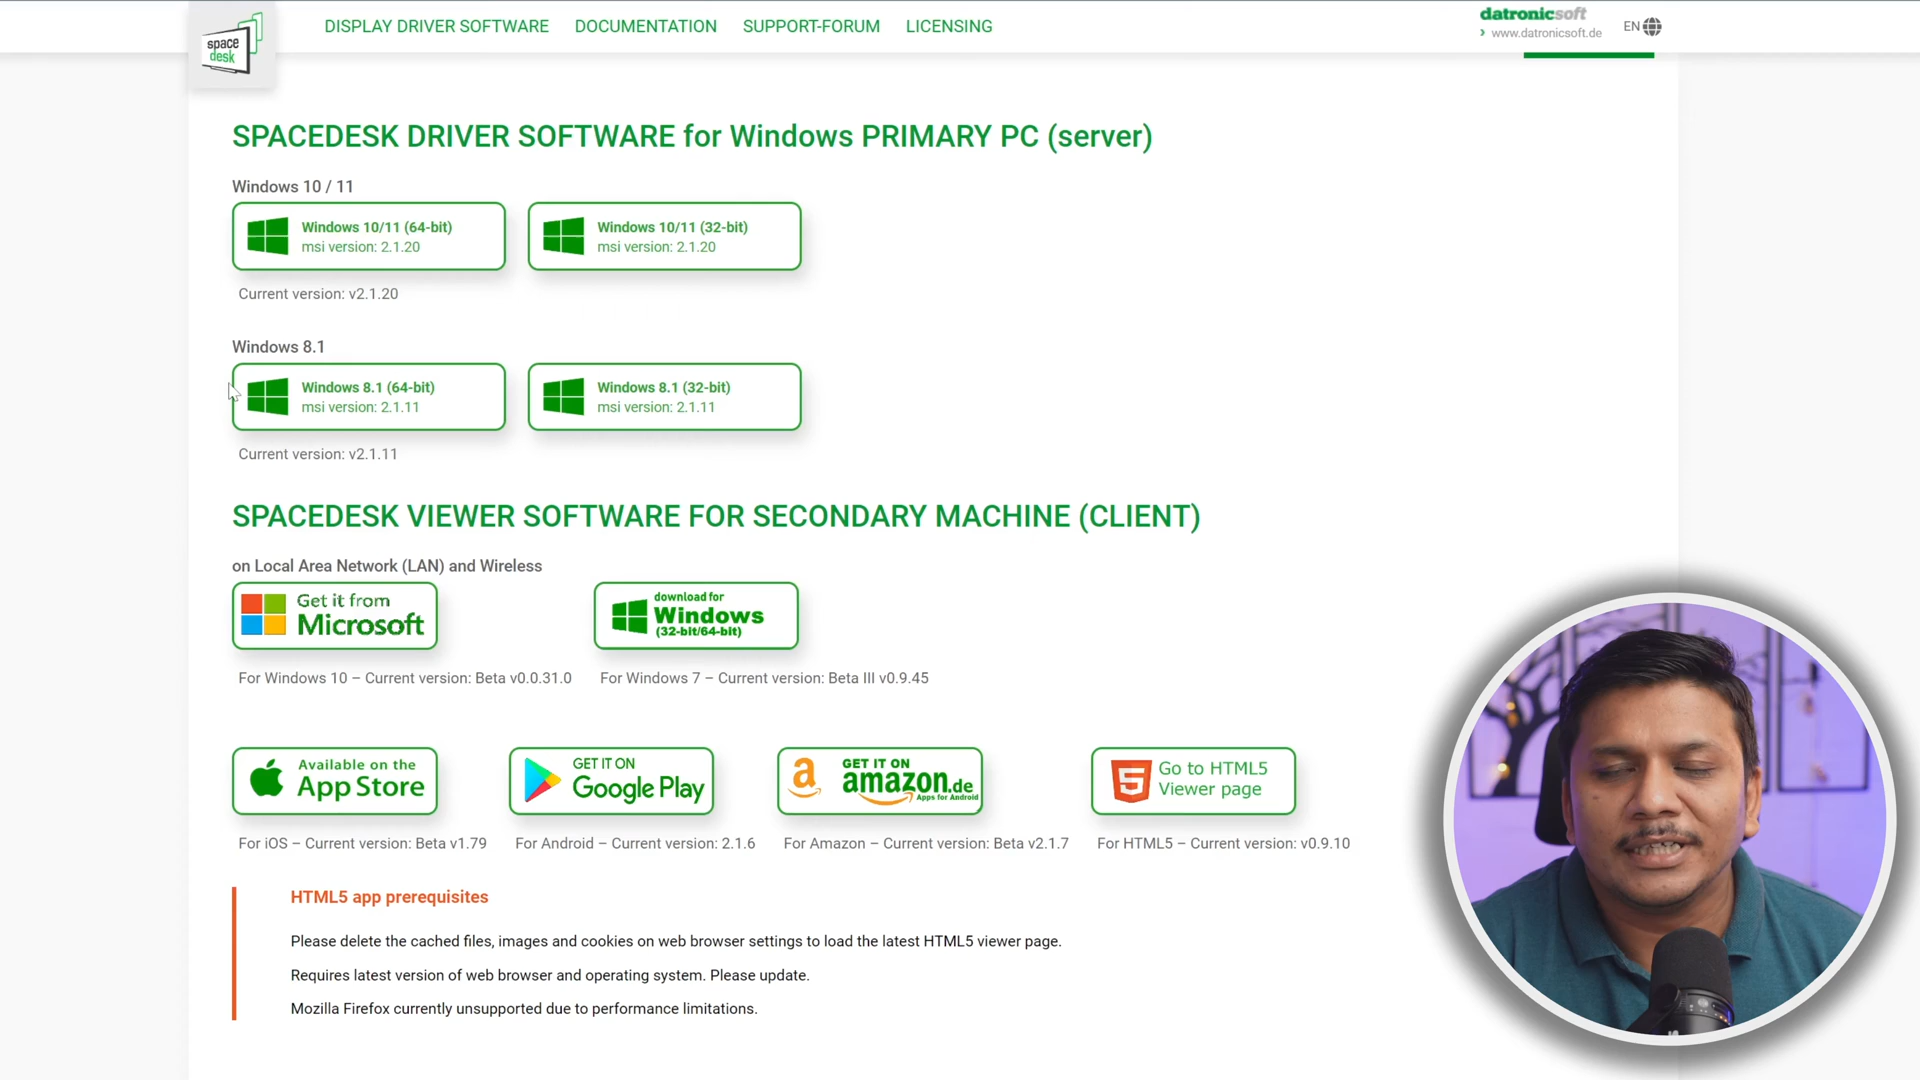 space
desk
DISPLAY DRIVER SOFTWARE DOCUMENTATION SUPPORT-FORUM LICENSING
datronicsoft
› www.datronicsoft.de
EN
SPACEDESK DRIVER SOFTWARE for Windows PRIMARY PC (server)
Windows 10 / 11
Windows 10/11 (64-bit)
msi version: 2.1.20
Windows 10/11 (32-bit)
msi version: 2.1.20
Current version: v2.1.20
Windows 8.1
Windows 8.1 (64-bit)
msi version: 2.1.11
Windows 8.1 (32-bit)
msi version: 2.1.11
Current version: v2.1.11
SPACEDESK VIEWER SOFTWARE FOR SECONDARY MACHINE (CLIENT)
on Local Area Network (LAN) and Wireless
Get it from
Microsoft
download for
Windows
(32-bit/64-bit)
For Windows 10 – Current version: Beta v0.0.31.0
For Windows 7 – Current version: Beta III v0.9.45
Available on the
App Store
GET IT ON
Google Play
a
GET IT ON
amazon.de
Apps for Android
5
Go to HTML5
Viewer page
For iOS – Current version: Beta v1.79
For Android – Current version: 2.1.6
For Amazon – Current version: Beta v2.1.7
For HTML5 – Current version: v0.9.10
HTML5 app prerequisites
Please delete the cached files, images and cookies on web browser settings to load the latest HTML5 viewer page.
Requires latest version of web browser and operating system. Please update.
Mozilla Firefox currently unsupported due to performance limitations.